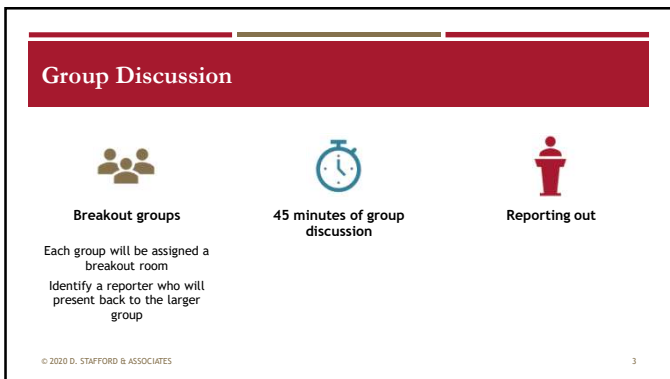 Group Discussion
Breakout groups
Each group will be assigned a
breakout room
Identify a reporter who will
present back to the larger
group
45 minutes of group
discussion
Reporting out
© 2020 D. STAFFORD & ASSOCIATES
3